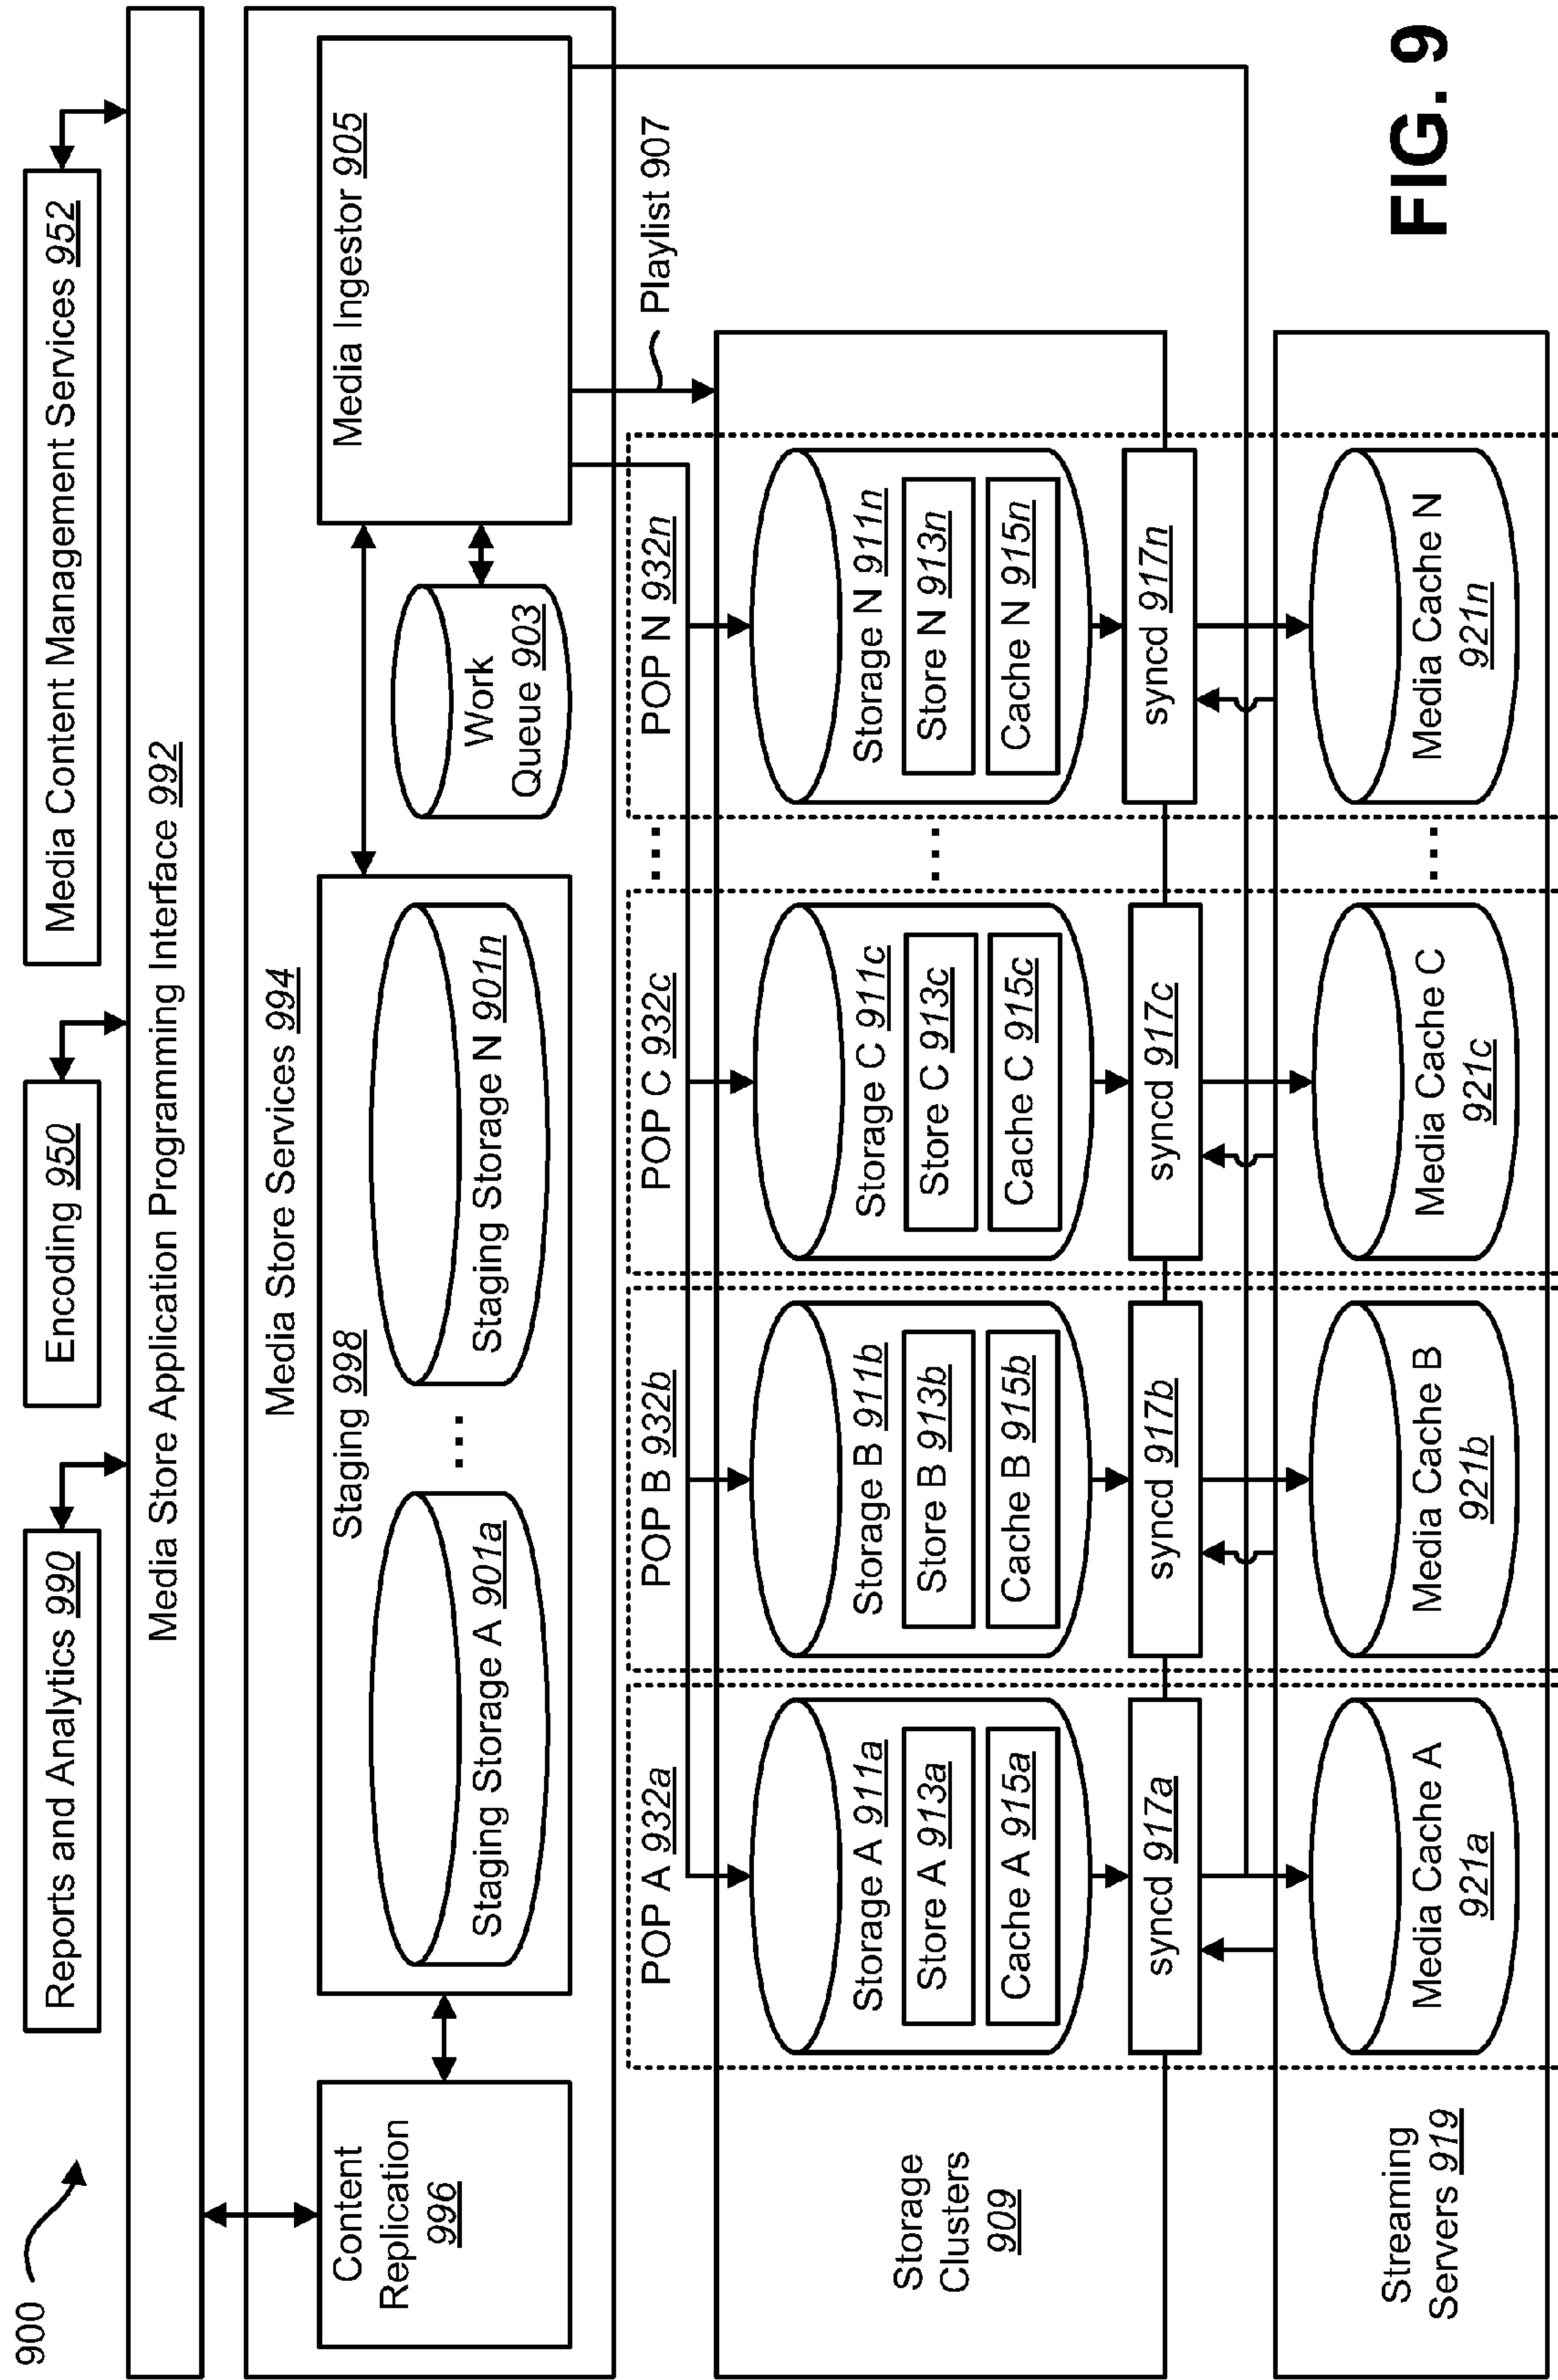 900
Reports and Analytics 990
Encoding 950
Media Content Management Services 952
Media Store Application Programming Interface 992
Media Store Services 994
Content
Replication
996
Staging 998
Staging Storage A 901a
...
Staging Storage N 901n
Work
Queue 903
Media Ingestor 905
Playlist 907
POP A 932a
POP B 932b
POP C 932c
...
POP N 932n
Storage
Clusters
909
Storage A 911a
Store A 913a
Cache A 915a
Storage B 911b
Store B 913b
Cache B 915b
Storage C 911c
Store C 913c
Cache C 915c
...
Storage N 911n
Store N 913n
Cache N 915n
syncd 917a
syncd 917b
syncd 917c
syncd 917n
Streaming
Servers 919
Media Cache A
921a
Media Cache B
921b
Media Cache C
921c
...
Media Cache N
921n
FIG. 9